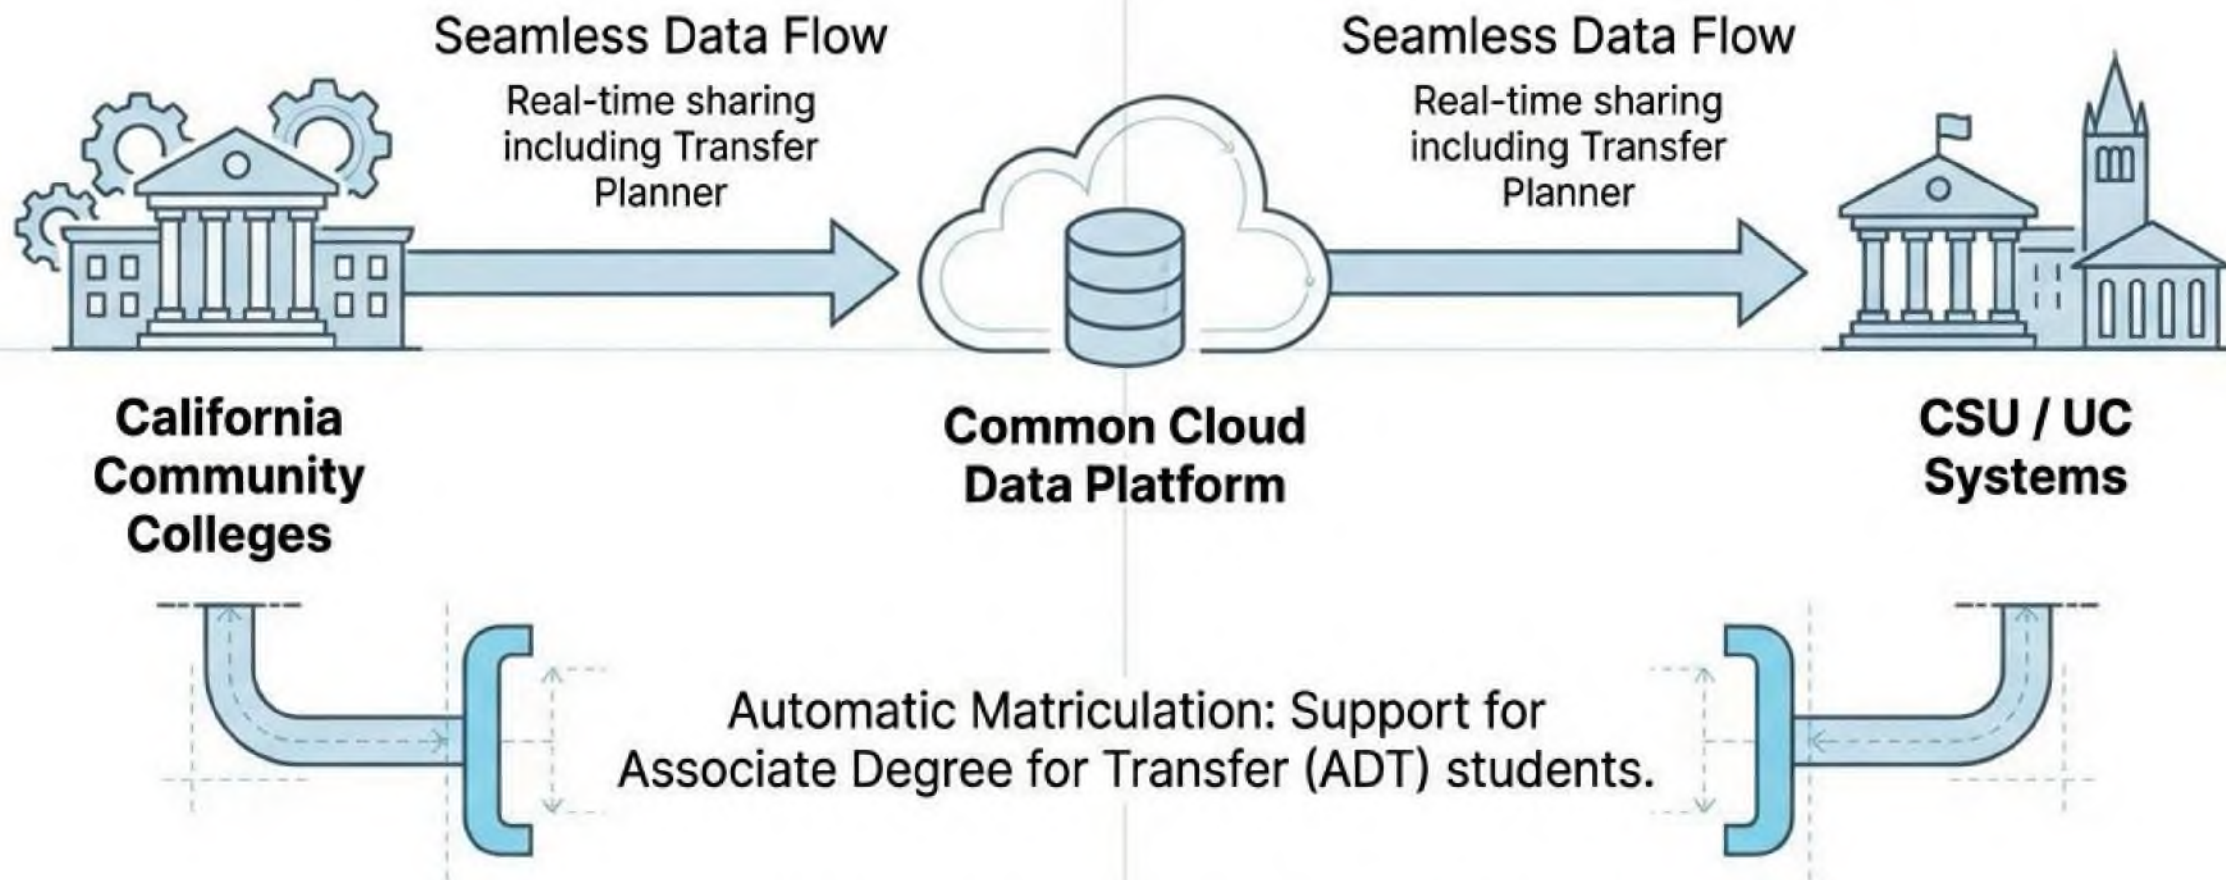 Seamless Data Flow
Real-time sharing
including Transfer
Planner
Seamless Data Flow
Real-time sharing
including Transfer
Planner
California
Community
Colleges
Common Cloud
Data Platform
CSU / UC
Systems
Automatic Matriculation: Support for
Associate Degree for Transfer (ADT) students.